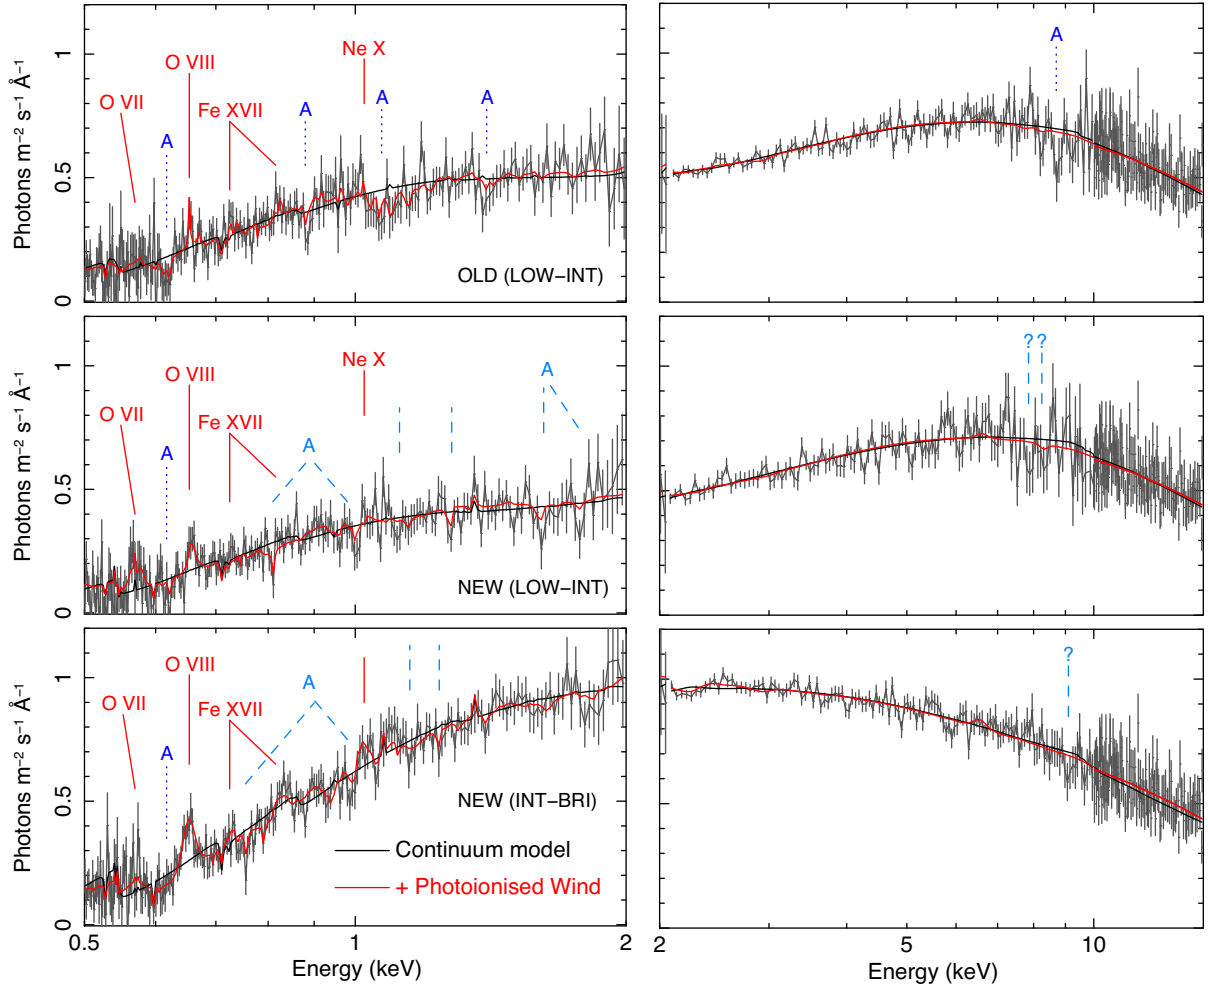 Photons m⁻² s⁻¹ Å⁻¹
1
0.5
0
O VII
A
O VIII
Fe XVII
A
Ne X
A
A
OLD (LOW−INT)
A
Photons m⁻² s⁻¹ Å⁻¹
1
0.5
0
O VII
A
O VIII
Fe XVII
A
Ne X
A
NEW (LOW−INT)
? ?
Photons m⁻² s⁻¹ Å⁻¹
1
0.5
0
O VII
A
O VIII
Fe XVII
A
NEW (INT−BRI)
Continuum model
+ Photoionised Wind
?
0.5 1 2
Energy (keV)
2 5 10
Energy (keV)